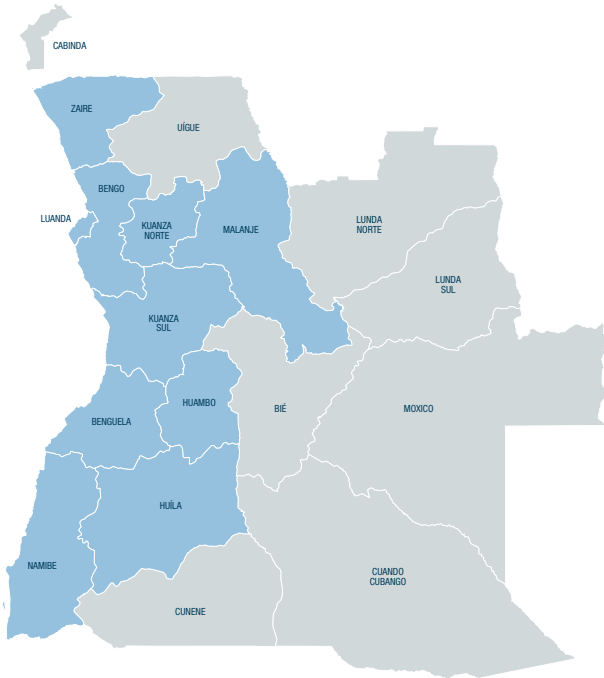 CABINDA
ZAIRE
UÍGUE
BENGO
LUANDA
KUANZA
NORTE
MALANJE
LUNDA
NORTE
LUNDA
SUL
KUANZA
SUL
HUAMBO
BIÉ
MOXICO
BENGUELA
HUÍLA
NAMIBE
CUANDO
CUBANGO
CUNENE